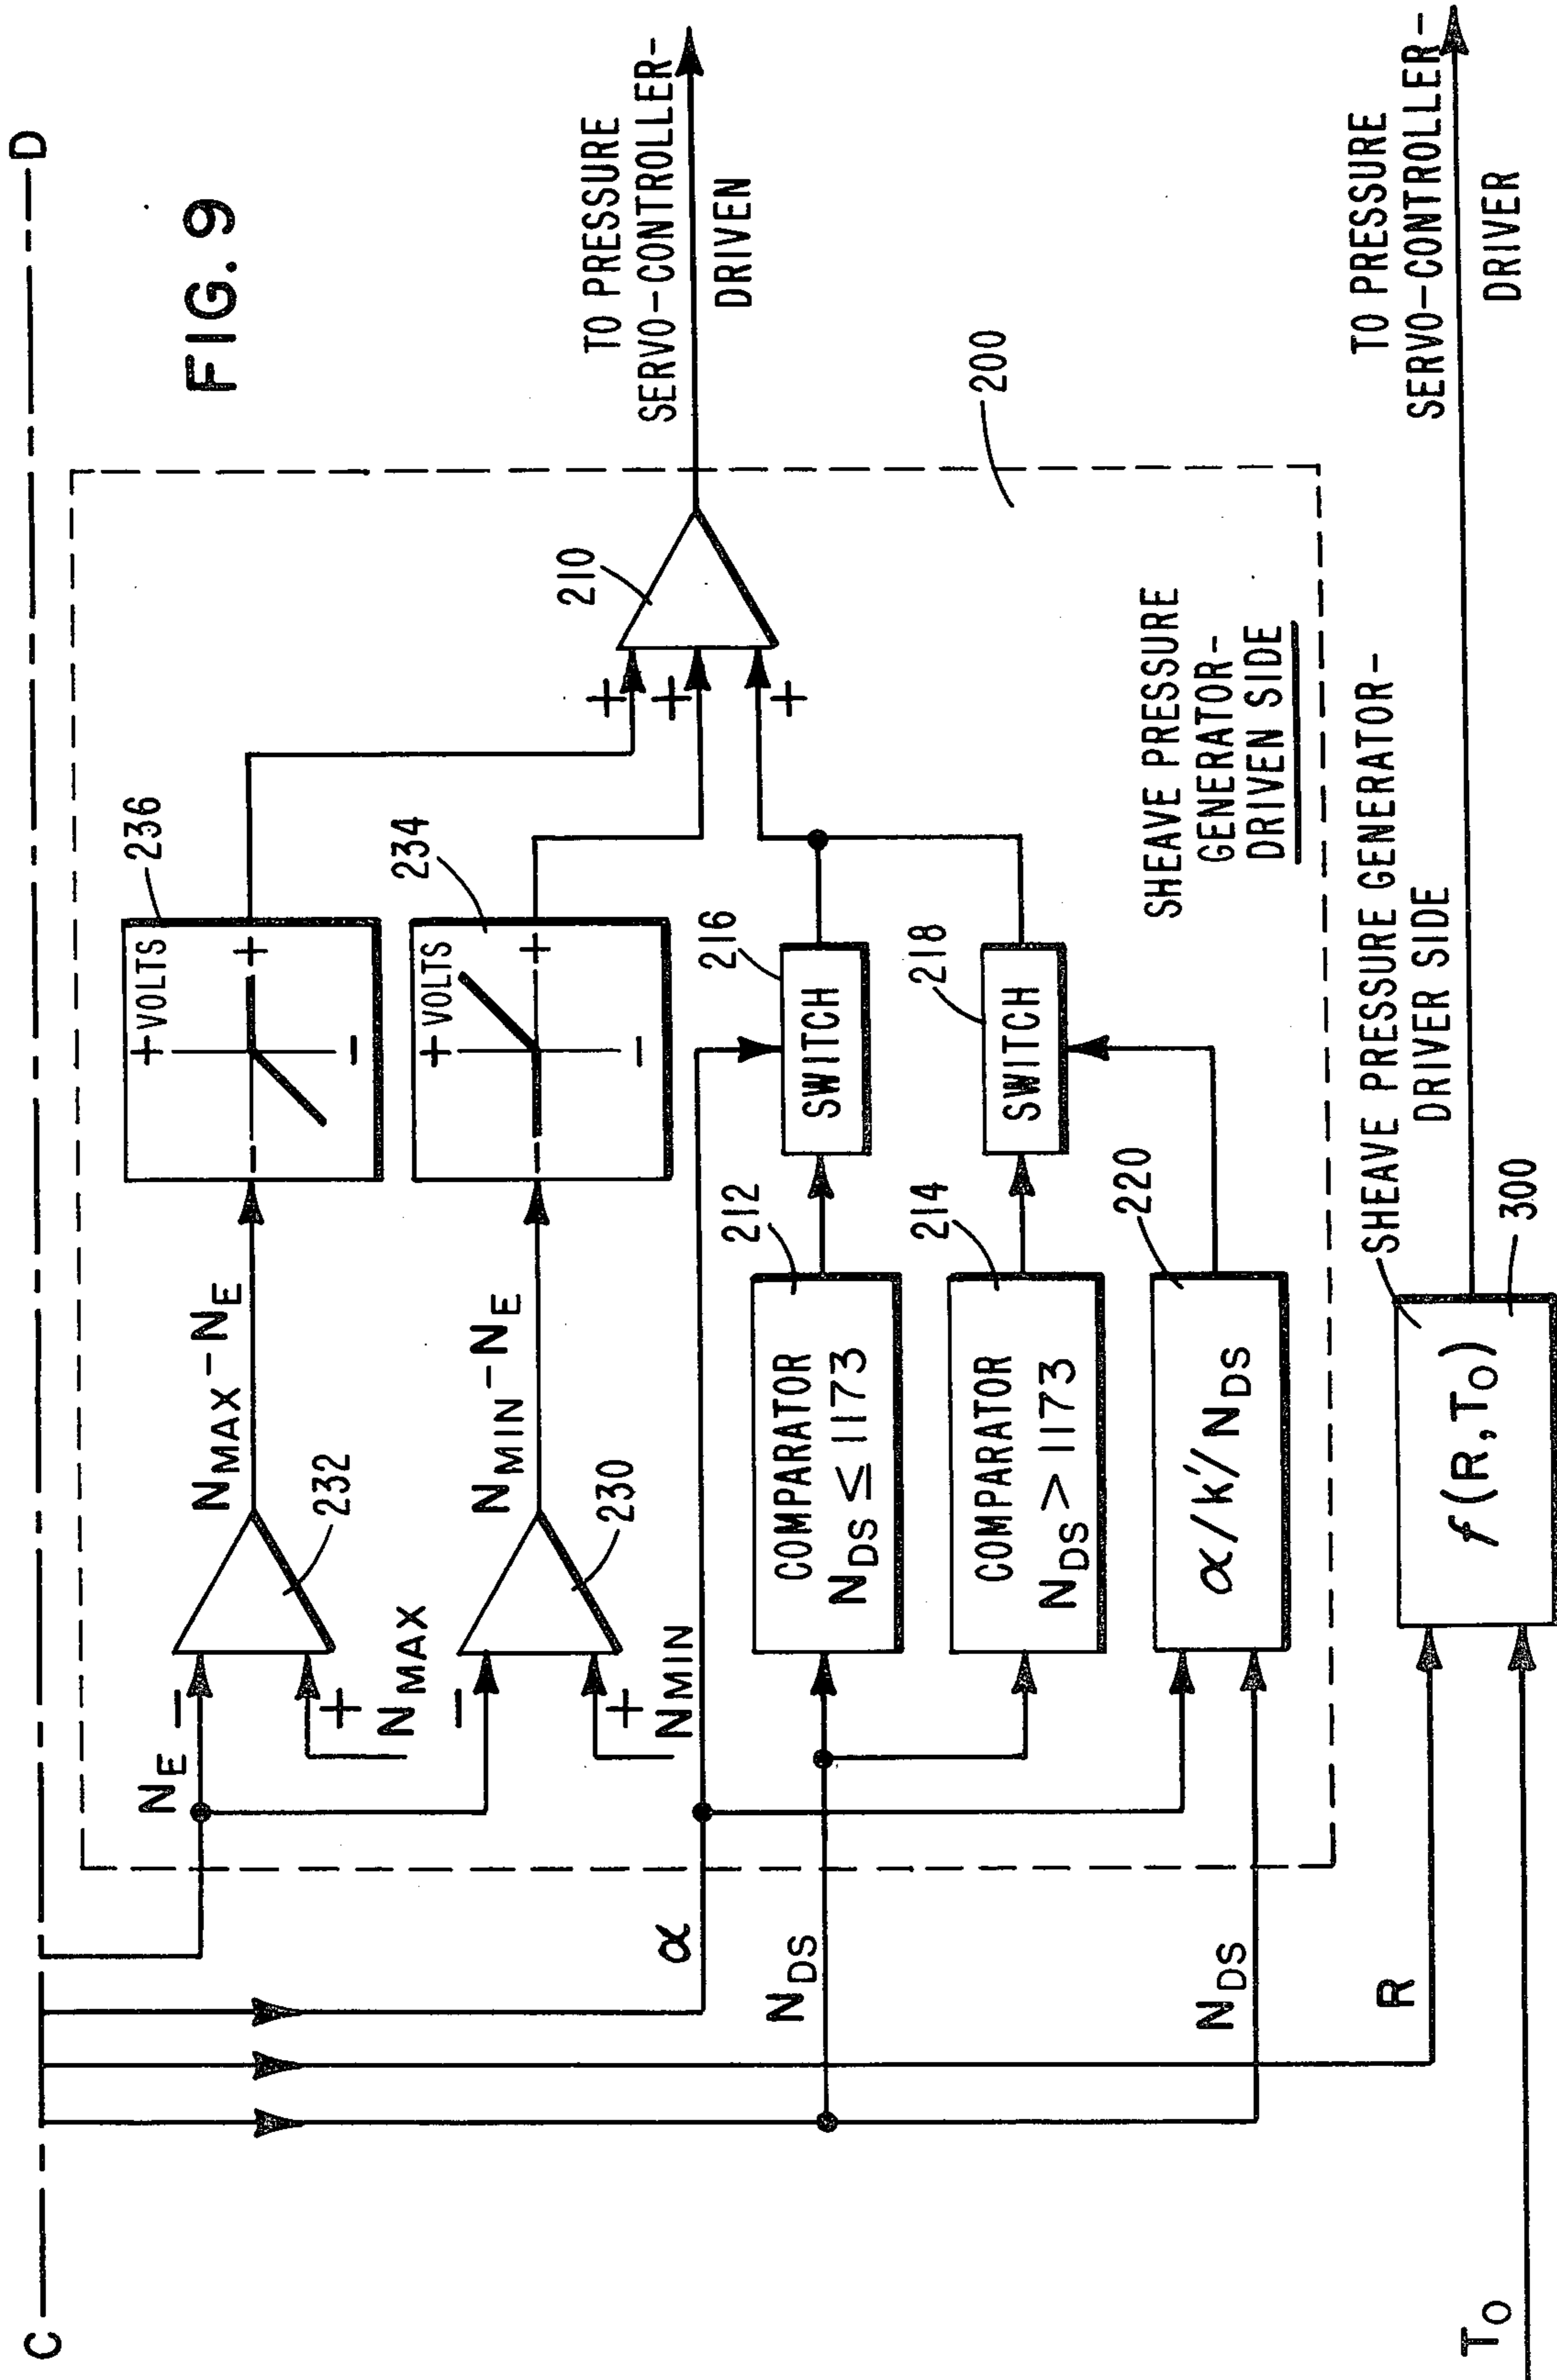 C
D
FIG. 9
N_E
−
+
N_MAX
232
N_MAX-N_E
+ VOLTS
+
−
−
236
−
+
N_MIN
230
N_MIN-N_E
+ VOLTS
+
−
−
234
α
N_DS
COMPARATOR
N_DS ≤ 1173
212
SWITCH
216
COMPARATOR
N_DS > 1173
214
SWITCH
218
N_DS
α/k'/N_DS
220
+
+
+
210
TO PRESSURE
SERVO-CONTROLLER-
DRIVEN
200
SHEAVE PRESSURE
GENERATOR-
DRIVEN SIDE
R
T_O
f(R,T_O)
300
SHEAVE PRESSURE GENERATOR-
DRIVER SIDE
TO PRESSURE
SERVO-CONTROLLER-
DRIVER